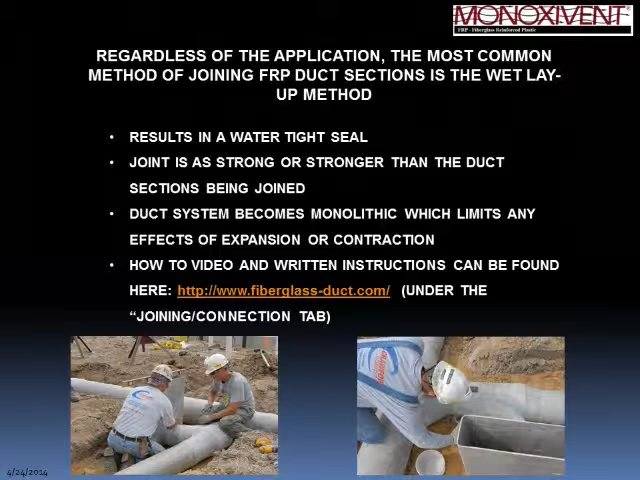 MONOXIVENT®
FRP - Fiberglass Reinforced Plastic
REGARDLESS OF THE APPLICATION, THE MOST COMMON
METHOD OF JOINING FRP DUCT SECTIONS IS THE WET LAY-
UP METHOD
• RESULTS IN A WATER TIGHT SEAL
• JOINT IS AS STRONG OR STRONGER THAN THE DUCT
SECTIONS BEING JOINED
• DUCT SYSTEM BECOMES MONOLITHIC WHICH LIMITS ANY
EFFECTS OF EXPANSION OR CONTRACTION
• HOW TO VIDEO AND WRITTEN INSTRUCTIONS CAN BE FOUND
HERE: http://www.fiberglass-duct.com/ (UNDER THE
“JOINING/CONNECTION TAB)
4/24/2014